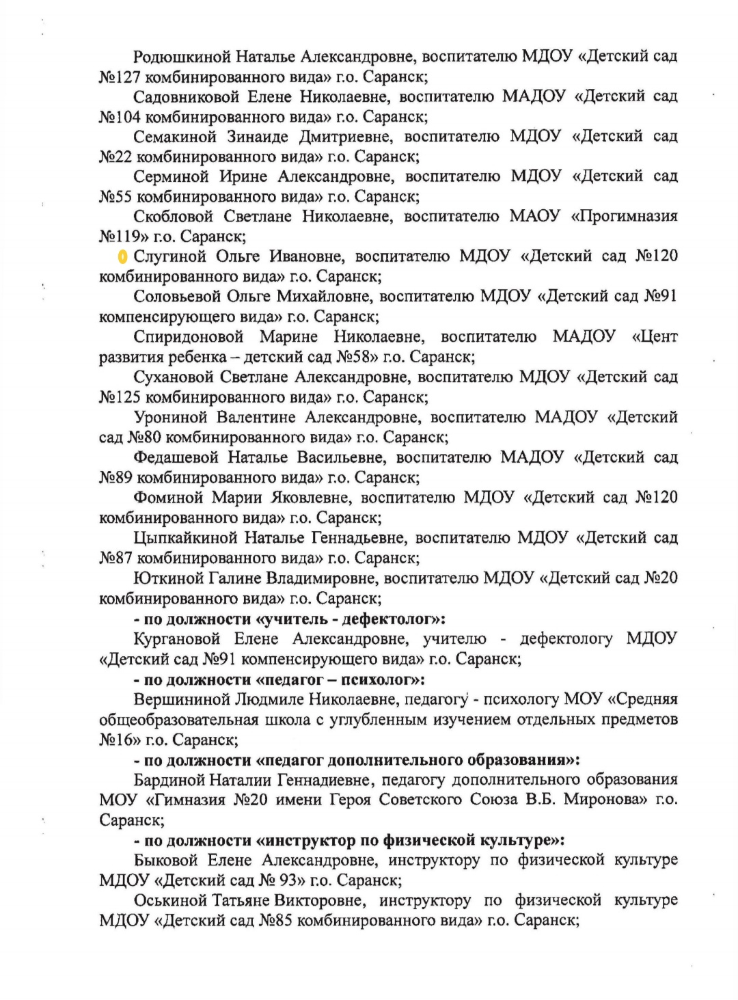 Родюшкиной Наталье Александровне, воспитателю МДОУ «Детский сад
№127 комбинированного вида» г.о. Саранск;
Садовниковой Елене Николаевне, воспитателю МАДОУ «Детский сад
№104 комбинированного вида» г.о. Саранск;
Семакиной Зинаиде Дмитриевне, воспитателю МДОУ «Детский сад
№22 комбинированного вида» г.о. Саранск;
Серминой Ирине Александровне, воспитателю МДОУ «Детский сад
№55 комбинированного вида» г.о. Саранск;
Скобловой Светлане Николаевне, воспитателю МАОУ «Прогимназия
№119» г.о. Саранск;
Слугиной Ольге Ивановне, воспитателю МДОУ «Детский сад №120
комбинированного вида» г.о. Саранск;
Соловьевой Ольге Михайловне, воспитателю МДОУ «Детский сад №91
компенсирующего вида» г.о. Саранск;
Спиридоновой Марине Николаевне, воспитателю МАДОУ «Цент
развития ребенка – детский сад №58» г.о. Саранск;
Сухановой Светлане Александровне, воспитателю МДОУ «Детский сад
№125 комбинированного вида» г.о. Саранск;
Урониной Валентине Александровне, воспитателю МАДОУ «Детский
сад №80 комбинированного вида» г.о. Саранск;
Федашевой Наталье Васильевне, воспитателю МАДОУ «Детский сад
№89 комбинированного вида» г.о. Саранск;
Фоминой Марии Яковлевне, воспитателю МДОУ «Детский сад №120
комбинированного вида» г.о. Саранск;
Цыпкайкиной Наталье Геннадьевне, воспитателю МДОУ «Детский сад
№87 комбинированного вида» г.о. Саранск;
Юткиной Галине Владимировне, воспитателю МДОУ «Детский сад №20
комбинированного вида» г.о. Саранск;
- по должности «учитель - дефектолог»:
Кургановой Елене Александровне, учителю - дефектологу МДОУ
«Детский сад №91 компенсирующего вида» г.о. Саранск;
- по должности «педагог – психолог»:
Вершининой Людмиле Николаевне, педагогу - психологу МОУ «Средняя
общеобразовательная школа с углубленным изучением отдельных предметов
№16» г.о. Саранск;
- по должности «педагог дополнительного образования»:
Бардиной Наталии Геннадиевне, педагогу дополнительного образования
МОУ «Гимназия №20 имени Героя Советского Союза В.Б. Миронова» г.о.
Саранск;
- по должности «инструктор по физической культуре»:
Быковой Елене Александровне, инструктору по физической культуре
МДОУ «Детский сад № 93» г.о. Саранск;
Оськиной Татьяне Викторовне, инструктору по физической культуре
МДОУ «Детский сад №85 комбинированного вида» г.о. Саранск;